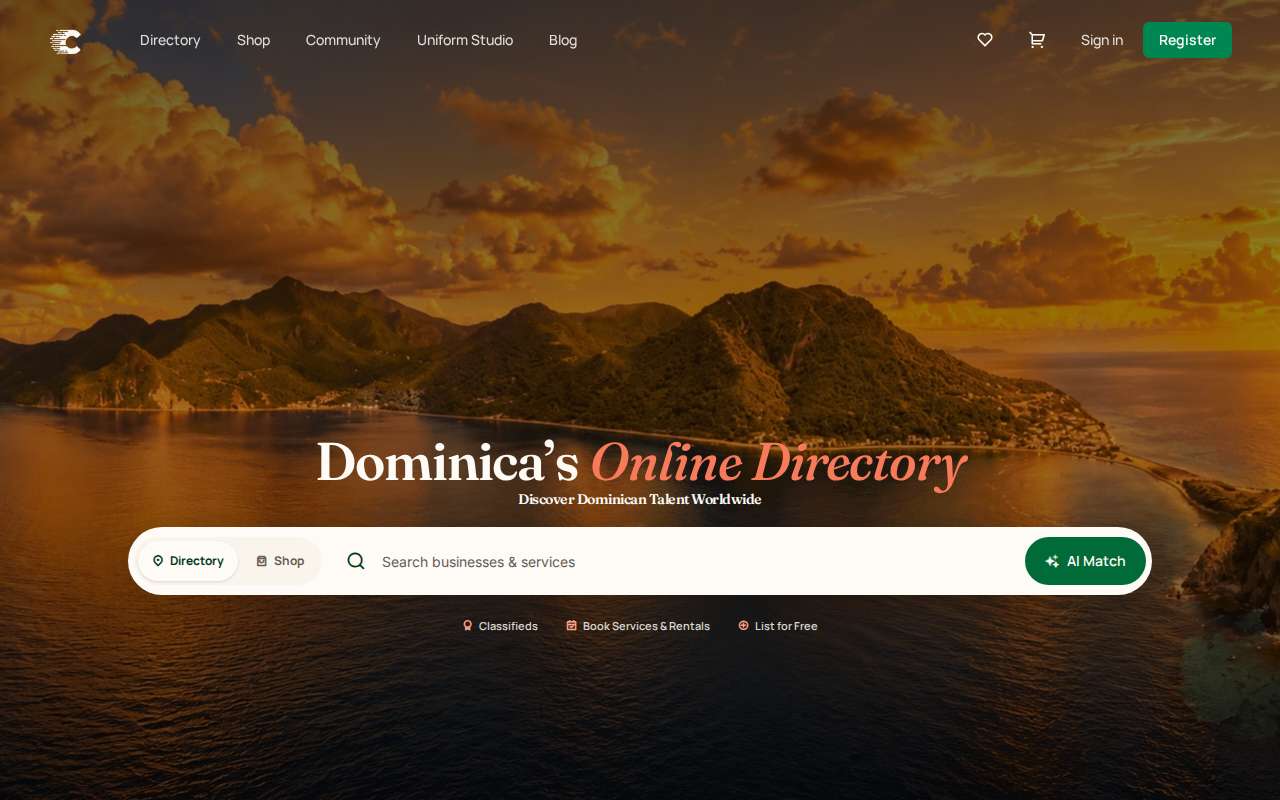 Directory Shop Community Uniform Studio Blog Sign in Register
Dominica’s Online Directory
Discover Dominican Talent Worldwide
Directory Shop Search businesses & services AI Match
Classifieds Book Services & Rentals List for Free